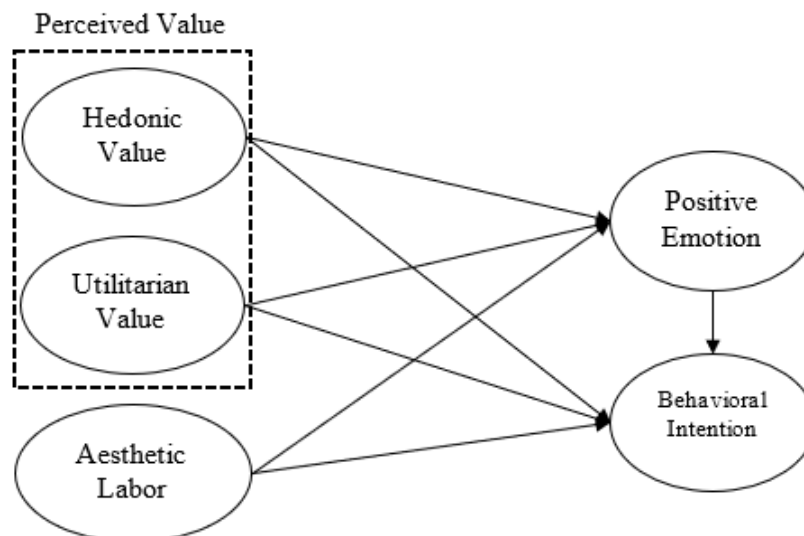 Perceived Value
Hedonic
Value
Utilitarian
Value
Aesthetic
Labor
Positive
Emotion
Behavioral
Intention